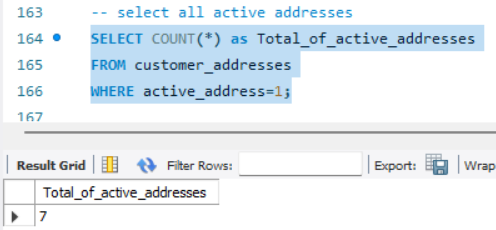 163 -- select all active addresses
164 SELECT COUNT(*) as Total_of_active_addresses
165 FROM customer_addresses
166 WHERE active_address=1;
167
Result Grid Filter Rows: Export: Wrap
Total_of_active_addresses
7